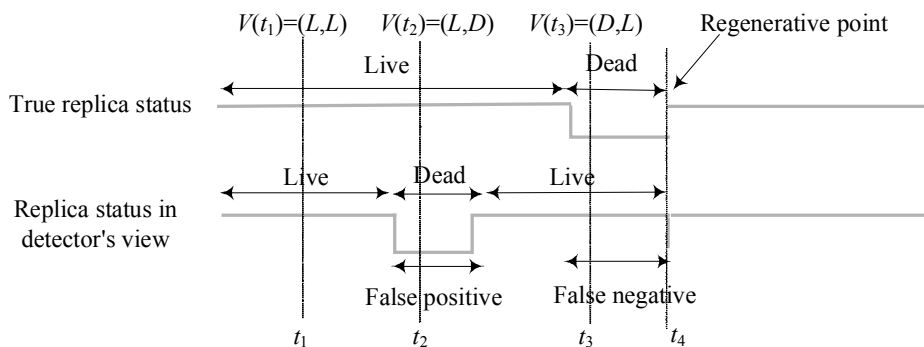 V(t1)=(L,L) V(t2)=(L,D) V(t3)=(D,L) Regenerative point
Live Dead
True replica status
Live Dead Live
Replica status in
detector's view
False positive False negative
t1 t2 t3 t4